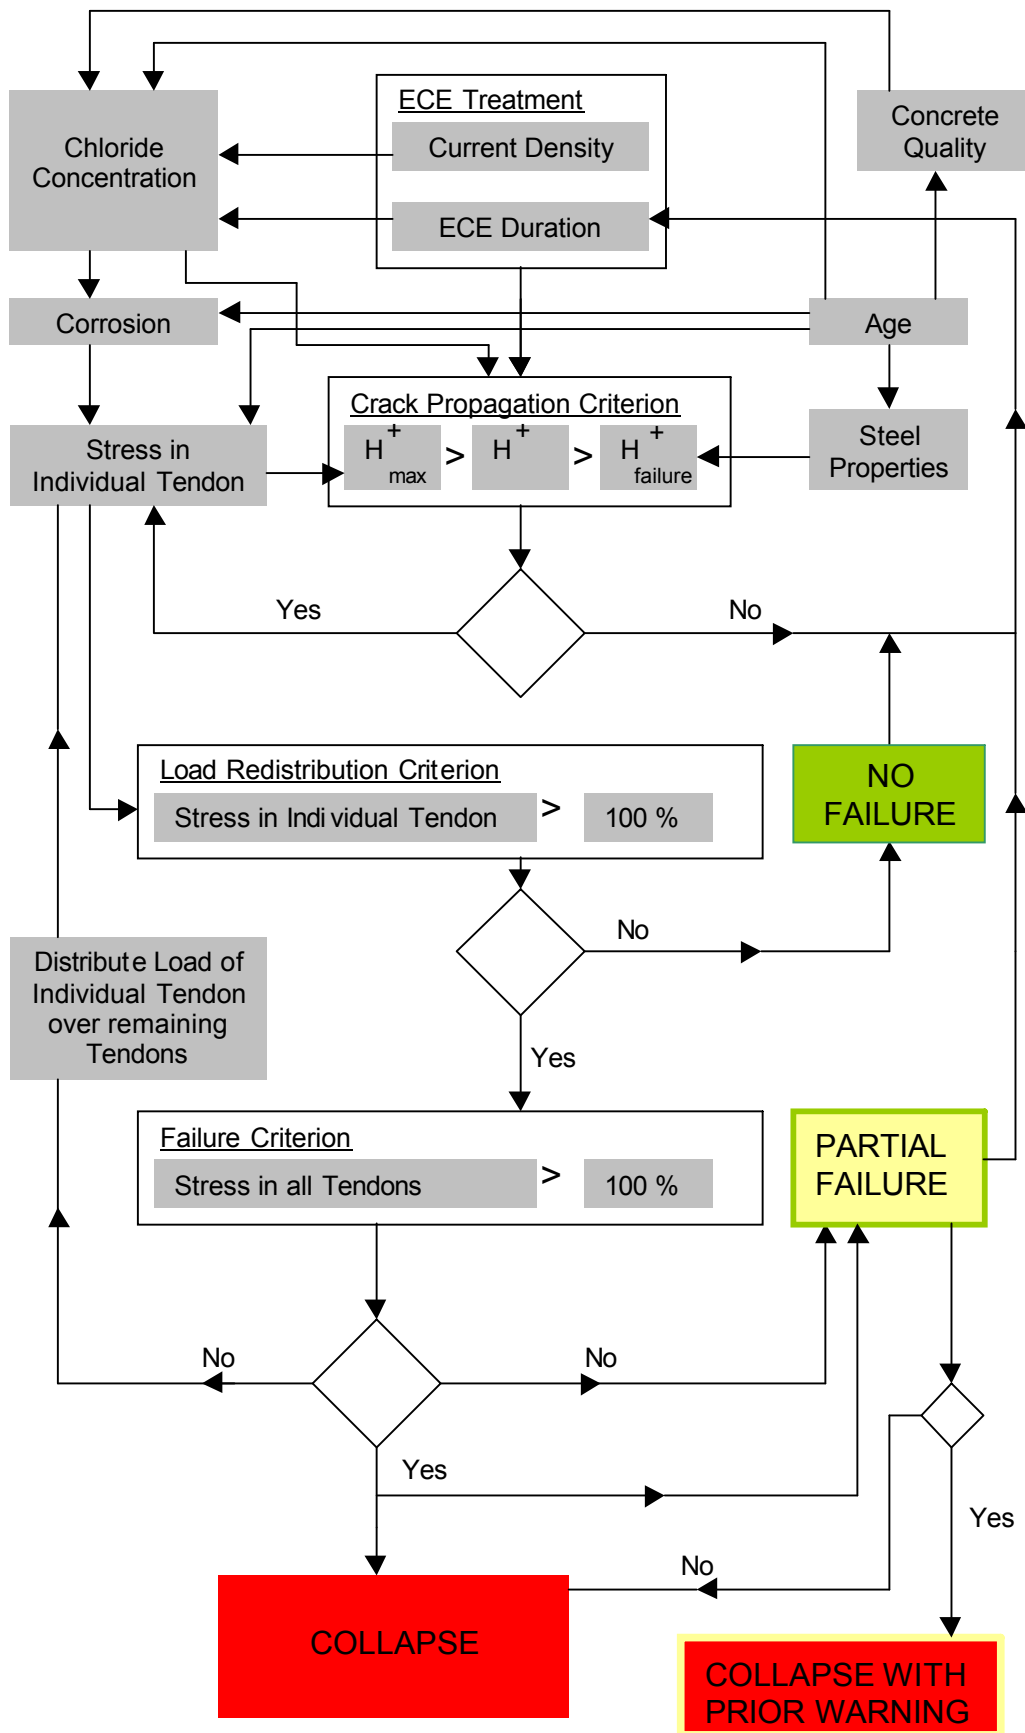 ECE Treatment
Current Density
ECE Duration
Chloride
Concentration
Concrete
Quality
Corrosion
Age
Crack Propagation Criterion
H+max > H+ > H+failure
Stress in
Individual Tendon
Steel
Properties
Yes
No
Load Redistribution Criterion
Stress in Individual Tendon > 100 %
NO
FAILURE
No
Distribute Load of
Individual Tendon
over remaining
Tendons
Yes
Failure Criterion
Stress in all Tendons > 100 %
PARTIAL
FAILURE
No
No
Yes
Yes
No
COLLAPSE
COLLAPSE WITH
PRIOR WARNING